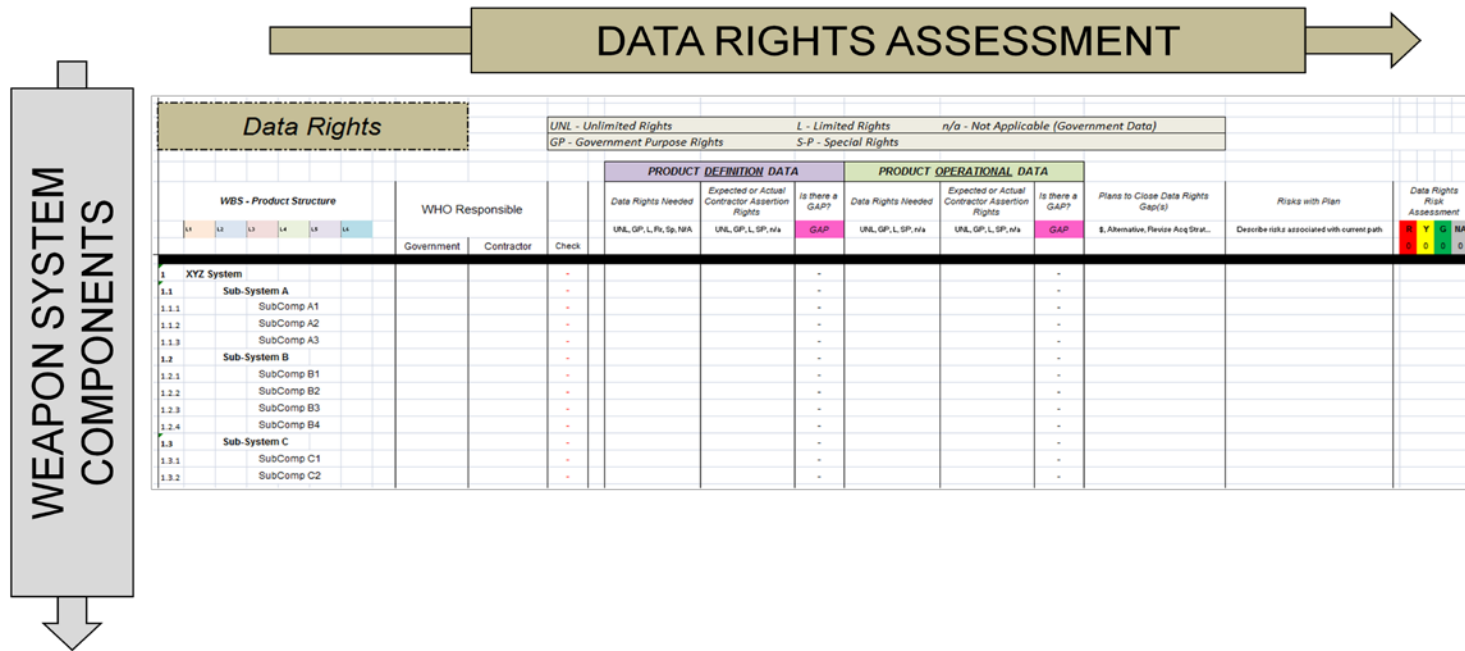 DATA RIGHTS ASSESSMENT
WEAPON SYSTEM
COMPONENTS
Data Rights
UNL - Unlimited Rights L - Limited Rights n/a - Not Applicable (Government Data)
GP - Government Purpose Rights S-P - Special Rights
PRODUCT DEFINITION DATA PRODUCT OPERATIONAL DATA
WBS - Product Structure
WHO Responsible
Data Rights Needed
Expected or Actual
Contractor Assertion
Rights
Is there a
GAP?
Data Rights Needed
Expected or Actual
Contractor Assertion
Rights
Is there a
GAP?
Plans to Close Data Rights
Gap(s)
Risks with Plan
Data Rights
Risk
Assessment
L1 L2 L3 L4 L5 L6
UNL, GP, L, SP, n/a
GAP
UNL, GP, L, SP, n/a
UNL, GP, L, SP, n/a
GAP
$, Alternative, Revize Acq Strat...
Describe risks associated with current path
R Y G NA
0 0 0 0
Government Contractor Check
1 XYZ System - - -
1.1 Sub-System A - - -
1.1.1 SubComp A1 - - -
1.1.2 SubComp A2 - - -
1.1.3 SubComp A3 - - -
1.2 Sub-System B - - -
1.2.1 SubComp B1 - - -
1.2.2 SubComp B2 - - -
1.2.3 SubComp B3 - - -
1.2.4 SubComp B4 - - -
1.3 Sub-System C - - -
1.3.1 SubComp C1 - - -
1.3.2 SubComp C2 - - -